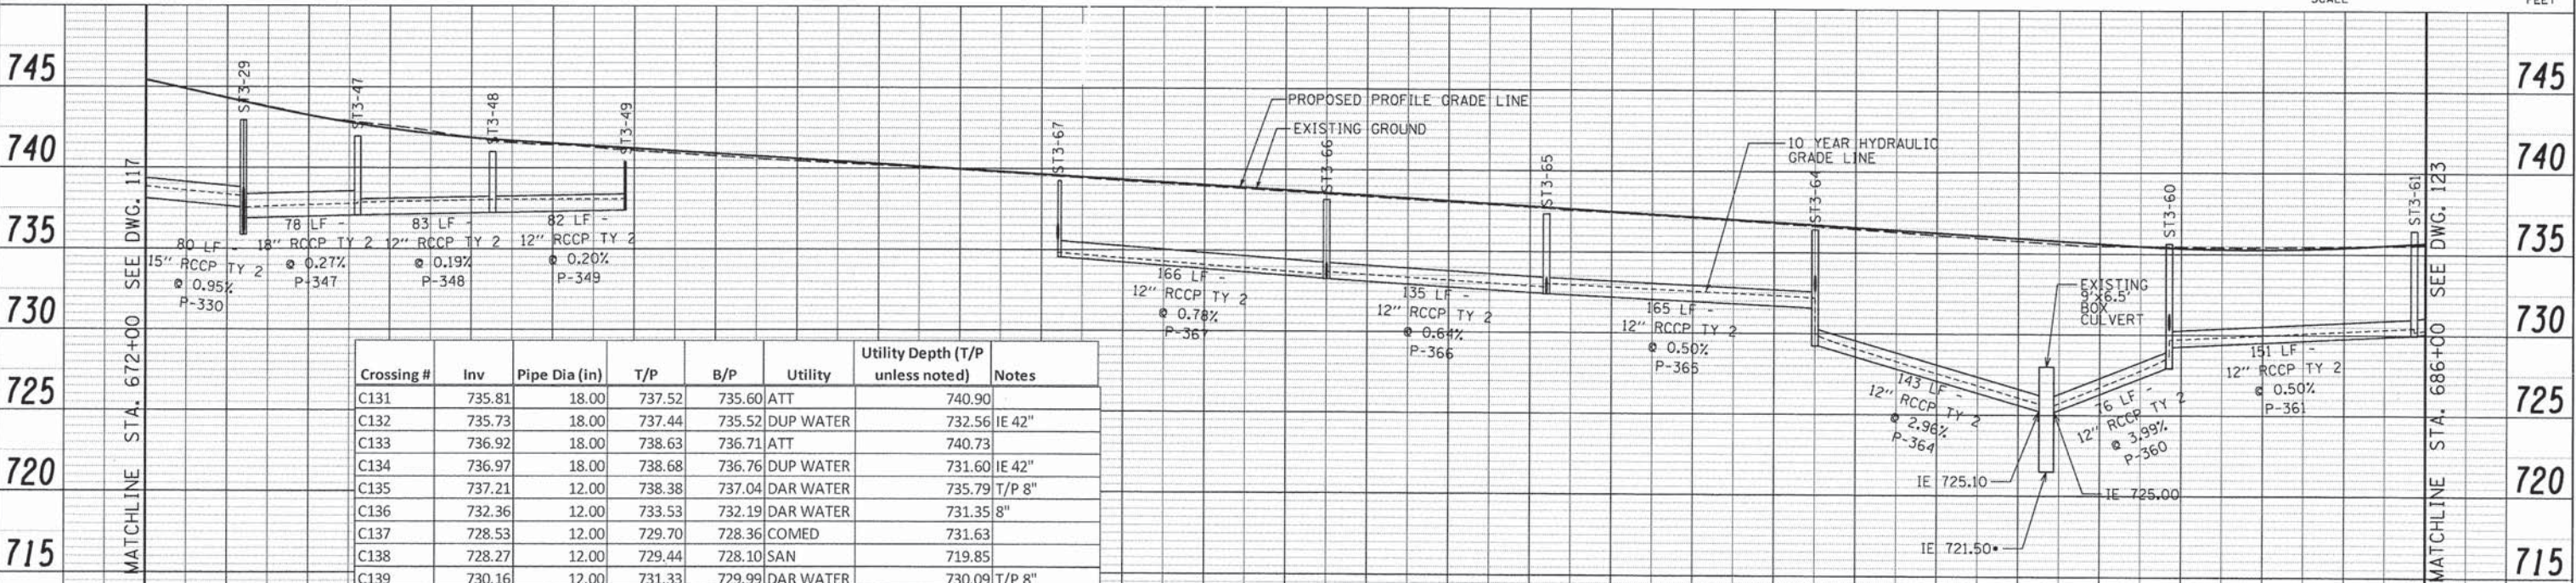 SCALE
FEET
745
740
735
730
725
720
715
745
740
735
730
725
720
715
MATCHLINE STA. 672+00 SEE DWG. 117
MATCHLINE STA. 686+00 SEE DWG. 123
ST3-29
ST3-47
ST3-48
ST3-49
ST3-67
ST3-66
ST3-65
ST3-64
ST3-60
ST3-61
PROPOSED PROFILE GRADE LINE
EXISTING GROUND
10 YEAR HYDRAULIC
GRADE LINE
80 LF -
15" RCCP TY 2
@ 0.95%
P-330
78 LF -
18" RCCP TY 2
@ 0.27%
P-347
83 LF -
12" RCCP TY 2
@ 0.19%
P-348
82 LF -
12" RCCP TY 2
@ 0.20%
P-349
166 LF -
12" RCCP TY 2
@ 0.78%
P-367
135 LF -
12" RCCP TY 2
@ 0.64%
P-366
165 LF -
12" RCCP TY 2
@ 0.50%
P-365
143 LF -
12" RCCP TY 2
@ 2.96%
P-364
EXISTING
9'x6.5'
BOX
CULVERT
76 LF -
12" RCCP TY 2
@ 3.99%
P-360
151 LF -
12" RCCP TY 2
@ 0.50%
P-361
IE 725.10
IE 725.00
IE 721.50•
Crossing # Inv Pipe Dia (in) T/P B/P Utility Utility Depth (T/P unless noted) Notes
C131 735.81 18.00 737.52 735.60 ATT 740.90
C132 735.73 18.00 737.44 735.52 DUP WATER 732.56 IE 42"
C133 736.92 18.00 738.63 736.71 ATT 740.73
C134 736.97 18.00 738.68 736.76 DUP WATER 731.60 IE 42"
C135 737.21 12.00 738.38 737.04 DAR WATER 735.79 T/P 8"
C136 732.36 12.00 733.53 732.19 DAR WATER 731.35 8"
C137 728.53 12.00 729.70 728.36 COMED 731.63
C138 728.27 12.00 729.44 728.10 SAN 719.85
C139 730.16 12.00 731.33 729.99 DAR WATER 730.09 T/P 8"